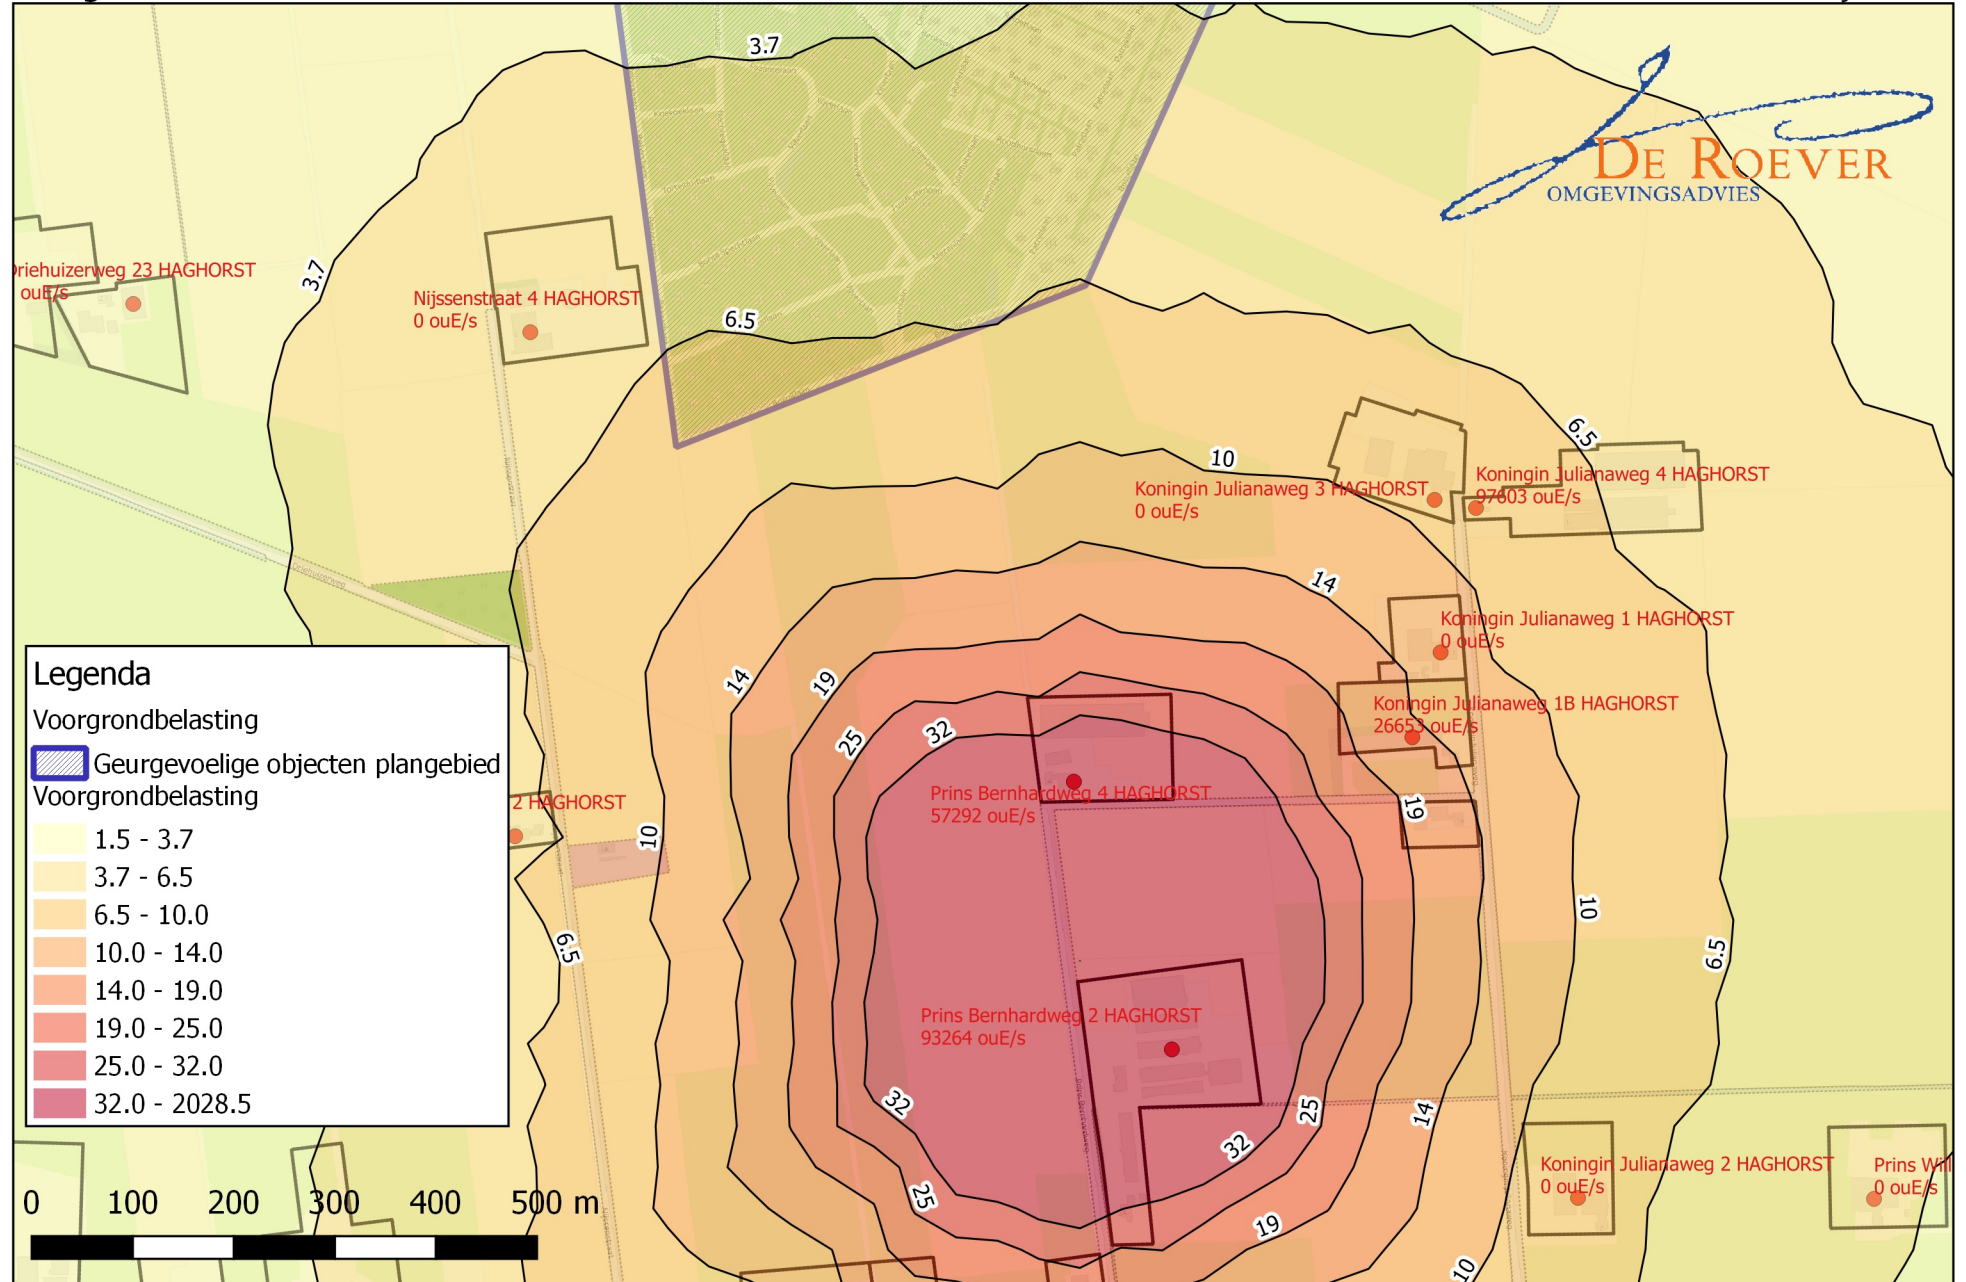 3.7
DE ROEVER
OMGEVINGSADVIES
3.7
Driehuizerweg 23 HAGHORST
ouE/s
Nijssenstraat 4 HAGHORST
0 ouE/s
6.5
6.5
10
Koningin Julianaweg 3 HAGHORST
0 ouE/s
Koningin Julianaweg 4 HAGHORST
97603 ouE/s
Driehuizerweg
14
Koningin Julianaweg 1 HAGHORST
0 ouE/s
14
19
Koningin Julianaweg 1B HAGHORST
26653 ouE/s
25
32
Prins Bernhardweg 4 HAGHORST
57292 ouE/s
19
2 HAGHORST
10
10
6.5
6.5
Prins Bernhardweg 2 HAGHORST
93264 ouE/s
Prins Bernhardweg
32
25
14
32
25
19
10
Koningin Julianaweg 2 HAGHORST
0 ouE/s
Prins Wil
0 ouE/s
Legenda
Voorgrondbelasting
Geurgevoelige objecten plangebied
Voorgrondbelasting
1.5 - 3.7
3.7 - 6.5
6.5 - 10.0
10.0 - 14.0
14.0 - 19.0
19.0 - 25.0
25.0 - 32.0
32.0 - 2028.5
0 100 200 300 400 500 m